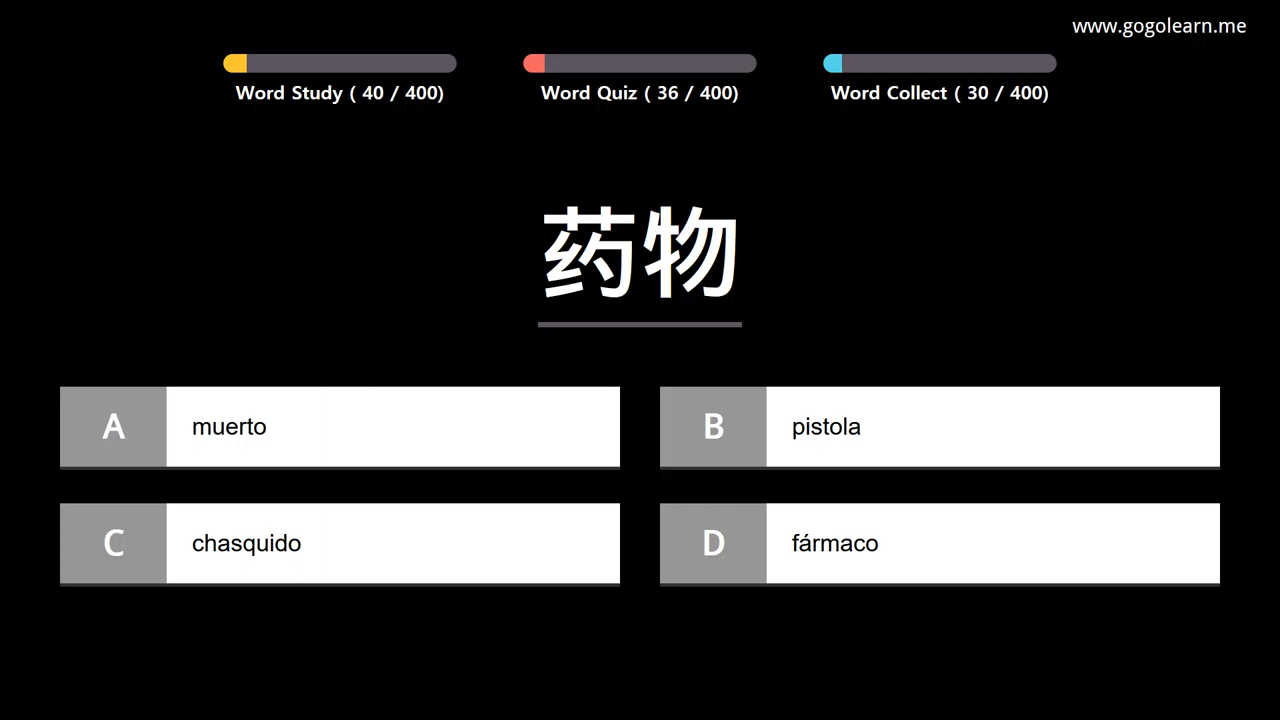 www.gogolearn.me
Word Study ( 40 / 400)
Word Quiz ( 36 / 400)
Word Collect ( 30 / 400)
药物
A muerto
B pistola
C chasquido
D fármaco